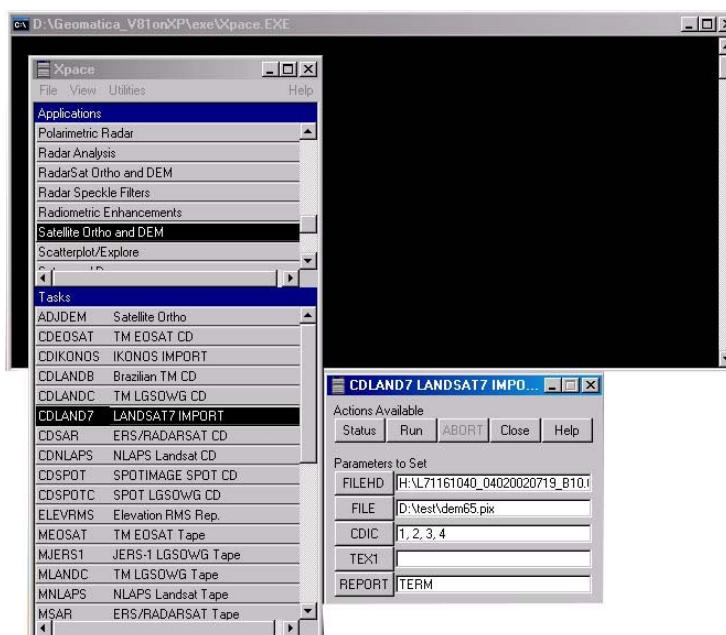 D:\Geomatica_V81onXP\exe\Xpace.EXE
Xpace
File View Utilities Help
Applications
Polarimetric Radar
Radar Analysis
RadarSat Ortho and DEM
Radar Speckle Filters
Radiometric Enhancements
Satellite Ortho and DEM
Scatterplot/Explore
Tasks
ADJDEM Satellite Ortho
CDEOSAT TM EOSAT CD
CDIKONOS IKONOS IMPORT
CDLANDB Brazilian TM CD
CDLANDC TM LGSOWG CD
CDLAND7 LANDSAT7 IMPORT
CDSAR ERS/RADARSAT CD
CDNLAPS NLAPS Landsat CD
CDSPOT SPOTIMAGE SPOT CD
CDSPOTC SPOT LGSOWG CD
ELEVRMS Elevation RMS Rep.
MEOSAT TM EOSAT Tape
MJERS1 JERS-1 LGSOWG Tape
MLANDC TM LGSOWG Tape
MNLAPS NLAPS Landsat Tape
MSAR ERS/RADARSAT Tape
CDLAND7 LANDSAT7 IMPO...
Actions Available
Status Run ABORT Close Help
Parameters to Set
FILEHD H:\L71161040_04020020719_B10.
FILE D:\test\dem65.pix
CDIC 1, 2, 3, 4
TEX1
REPORT TERM